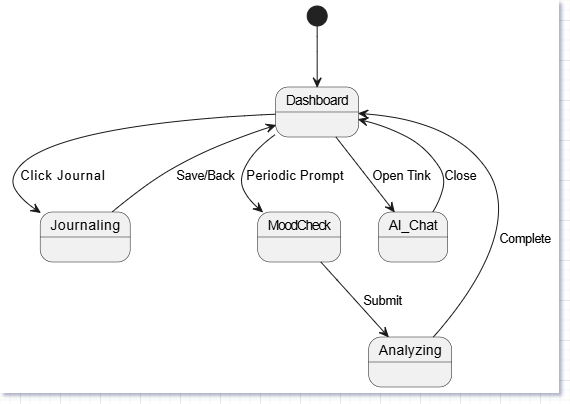 Dashboard
Click Journal
Save/Back
Periodic Prompt
Open Tink
Close
Journaling
MoodCheck
AI_Chat
Complete
Submit
Analyzing